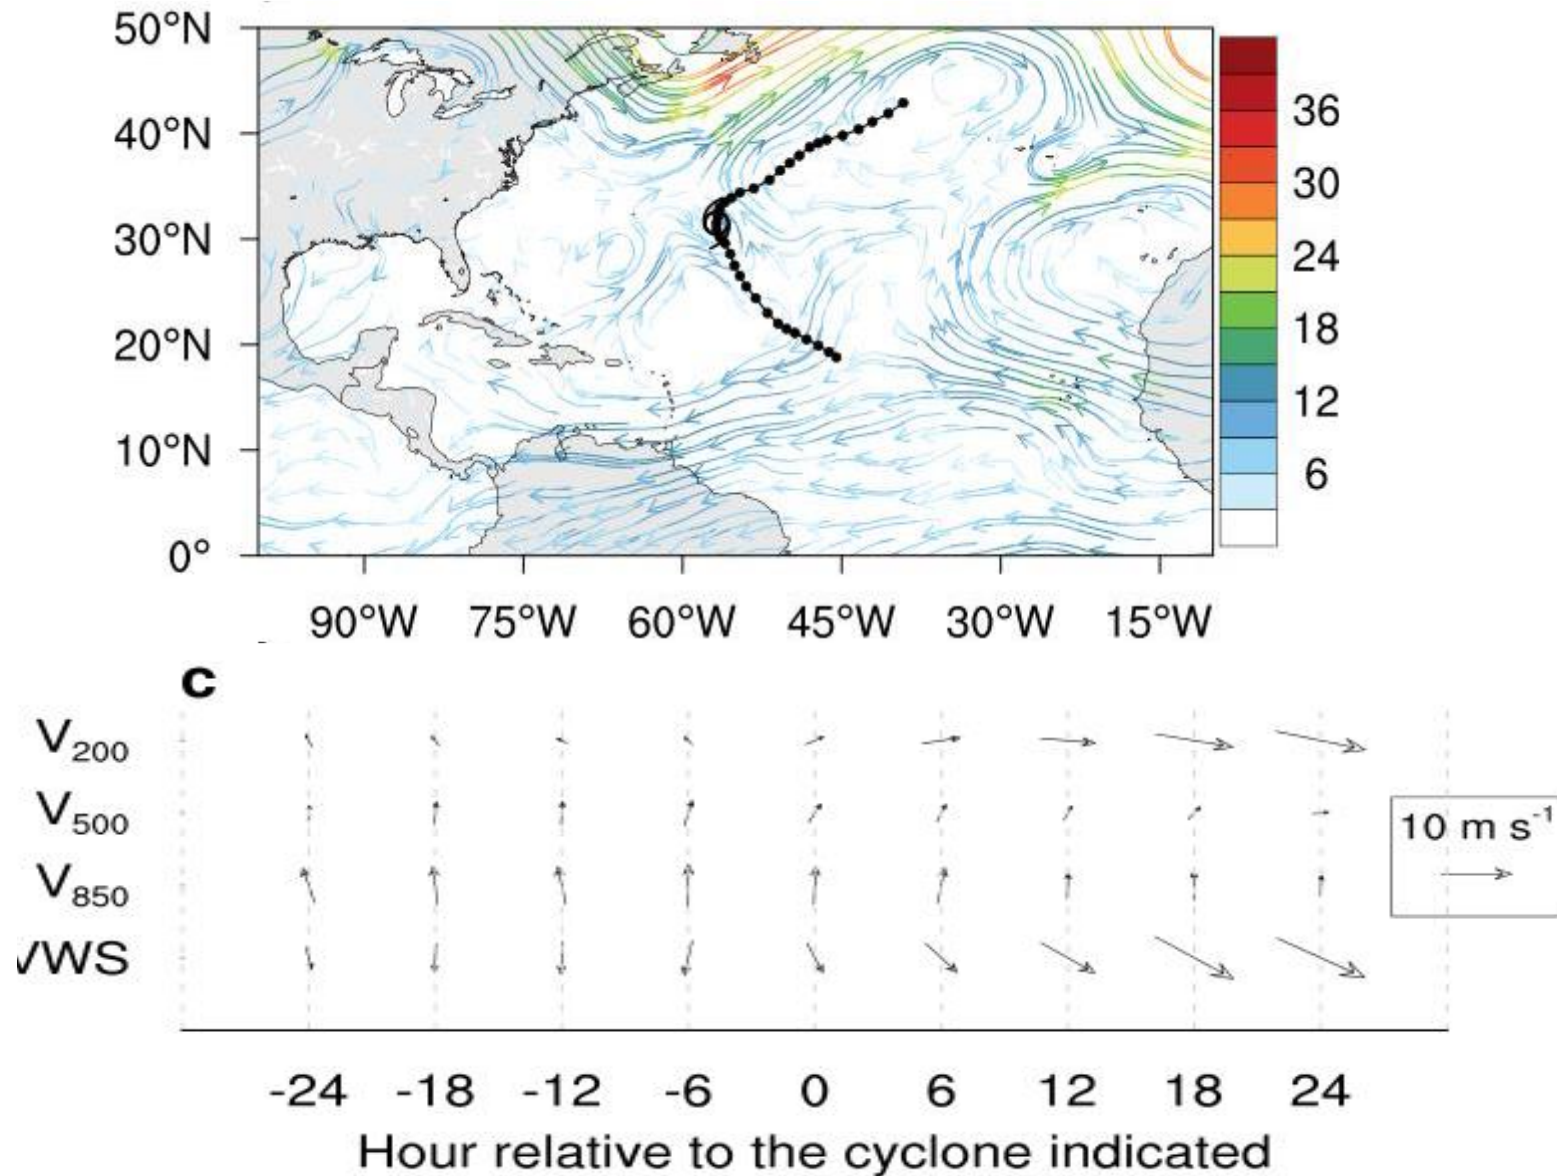 50°N
40°N
30°N
20°N
10°N
0°
90°W 75°W 60°W 45°W 30°W 15°W
36
30
24
18
12
6
c
V200
V500
V850
VWS
10 m s-1
-24 -18 -12 -6 0 6 12 18 24
Hour relative to the cyclone indicated